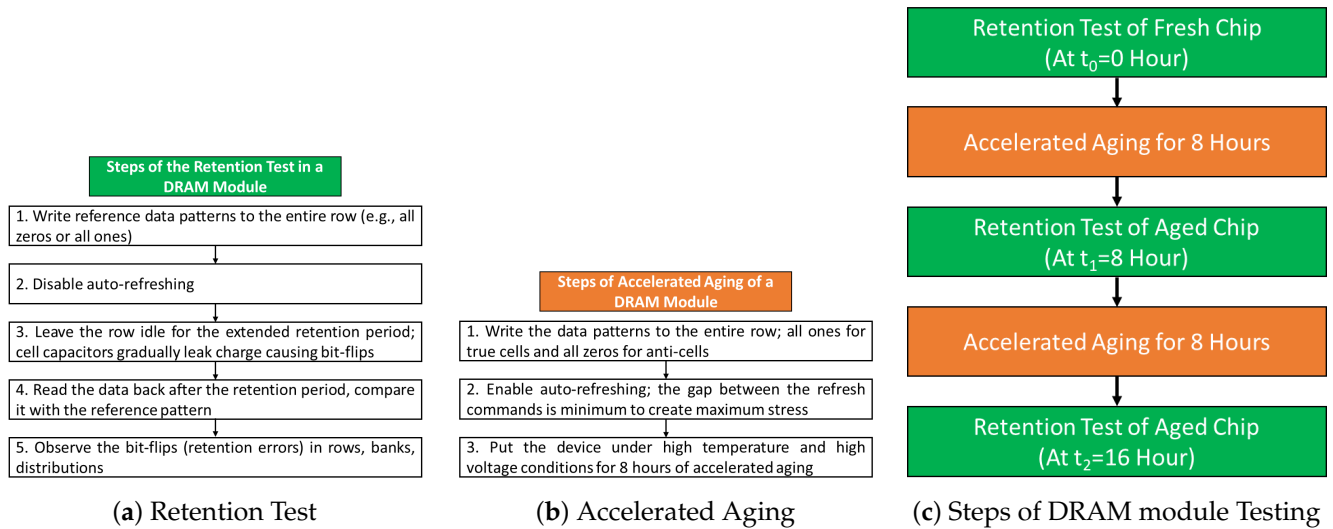 Steps of the Retention Test in a
DRAM Module
1. Write reference data patterns to the entire row (e.g., all
zeros or all ones)
2. Disable auto-refreshing
3. Leave the row idle for the extended retention period;
cell capacitors gradually leak charge causing bit-flips
4. Read the data back after the retention period, compare
it with the reference pattern
5. Observe the bit-flips (retention errors) in rows, banks,
distributions
(a) Retention Test
Steps of Accelerated Aging of a
DRAM Module
1. Write the data patterns to the entire row; all ones for
true cells and all zeros for anti-cells
2. Enable auto-refreshing; the gap between the refresh
commands is minimum to create maximum stress
3. Put the device under high temperature and high
voltage conditions for 8 hours of accelerated aging
(b) Accelerated Aging
Retention Test of Fresh Chip
(At t₀=0 Hour)
Accelerated Aging for 8 Hours
Retention Test of Aged Chip
(At t₁=8 Hour)
Accelerated Aging for 8 Hours
Retention Test of Aged Chip
(At t₂=16 Hour)
(c) Steps of DRAM module Testing